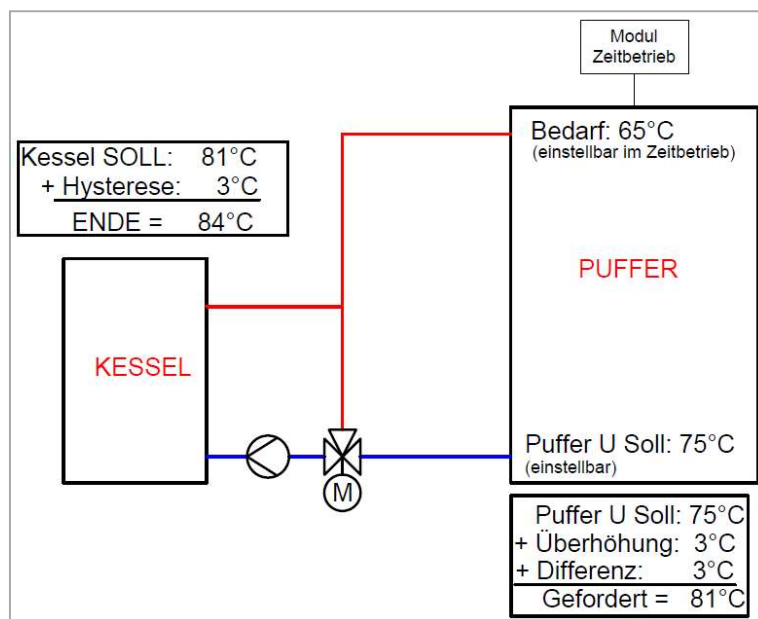 Modul
Zeitbetrieb
Kessel SOLL: 81°C
+ Hysterese: 3°C
ENDE = 84°C
Bedarf: 65°C
(einstellbar im Zeitbetrieb)
PUFFER
KESSEL
M
Puffer U Soll: 75°C
(einstellbar)
Puffer U Soll: 75°C
+ Überhöhung: 3°C
+ Differenz: 3°C
Gefordert = 81°C